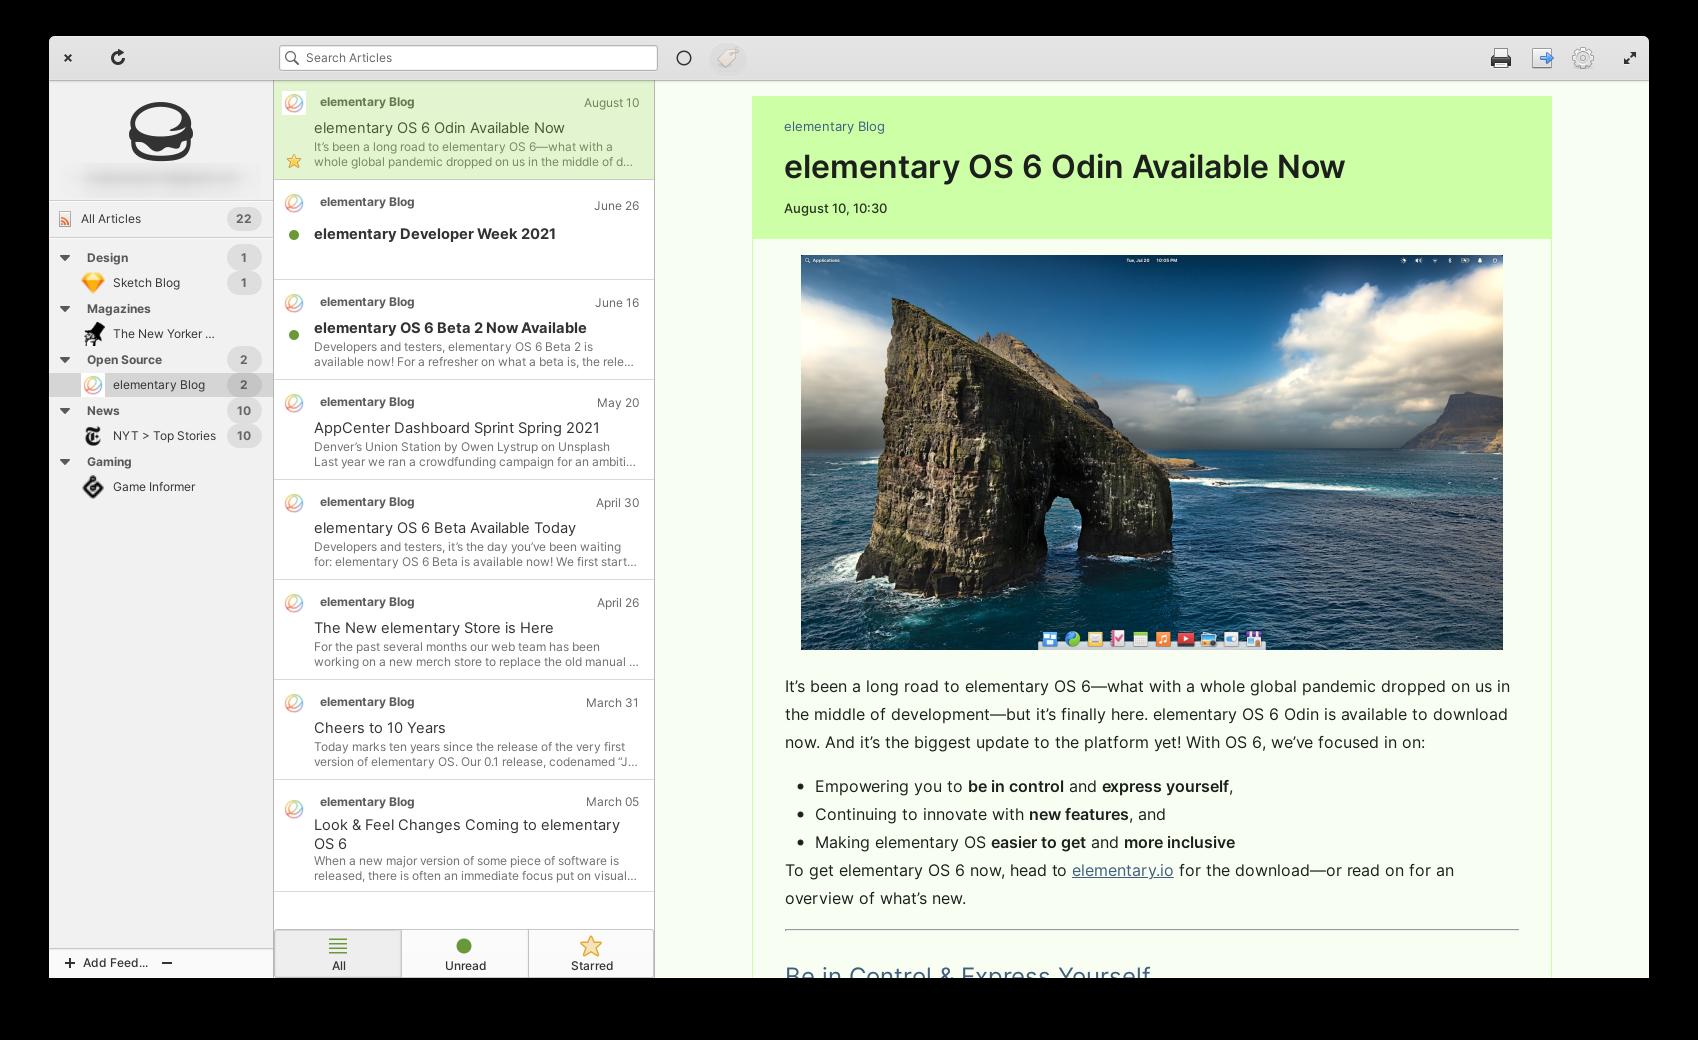 Search Articles
All Articles 22
Design 1
Sketch Blog 1
Magazines
The New Yorker ...
Open Source 2
elementary Blog 2
News 10
NYT > Top Stories 10
Gaming
Game Informer
Add Feed...
elementary Blog August 10
elementary OS 6 Odin Available Now
It’s been a long road to elementary OS 6—what with a
whole global pandemic dropped on us in the middle of d…
elementary Blog June 26
elementary Developer Week 2021
elementary Blog June 16
elementary OS 6 Beta 2 Now Available
Developers and testers, elementary OS 6 Beta 2 is
available now! For a refresher on what a beta is, the rele…
elementary Blog May 20
AppCenter Dashboard Sprint Spring 2021
Denver’s Union Station by Owen Lystrup on Unsplash
Last year we ran a crowdfunding campaign for an ambiti…
elementary Blog April 30
elementary OS 6 Beta Available Today
Developers and testers, it’s the day you’ve been waiting
for: elementary OS 6 Beta is available now! We first start…
elementary Blog April 26
The New elementary Store is Here
For the past several months our web team has been
working on a new merch store to replace the old manual …
elementary Blog March 31
Cheers to 10 Years
Today marks ten years since the release of the very first
version of elementary OS. Our 0.1 release, codenamed “J…
elementary Blog March 05
Look & Feel Changes Coming to elementary
OS 6
When a new major version of some piece of software is
released, there is often an immediate focus put on visual…
All Unread Starred
elementary Blog
elementary OS 6 Odin Available Now
August 10, 10:30
Applications Tue, Jul 20 10:05 PM
It’s been a long road to elementary OS 6—what with a whole global pandemic dropped on us in
the middle of development—but it’s finally here. elementary OS 6 Odin is available to download
now. And it’s the biggest update to the platform yet! With OS 6, we’ve focused in on:
• Empowering you to be in control and express yourself,
• Continuing to innovate with new features, and
• Making elementary OS easier to get and more inclusive
To get elementary OS 6 now, head to elementary.io for the download—or read on for an
overview of what’s new.
Be in Control & Express Yourself